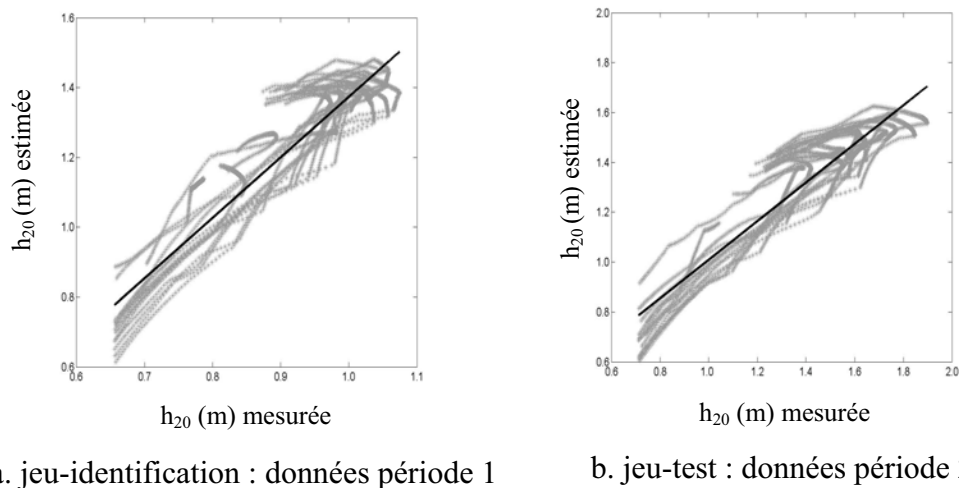 1.6
1.4
1.2
1.0
0.8
0.6
0.6 0.7 0.8 0.9 1.0 1.1
h20 (m) estimée
h20 (m) mesurée
a. jeu-identification : données période 1
2.0
1.8
1.6
1.4
1.2
1.0
0.8
0.6
0.6 0.8 1.0 1.2 1.4 1.6 1.8 2.0
h20 (m) estimée
h20 (m) mesurée
b. jeu-test : données période